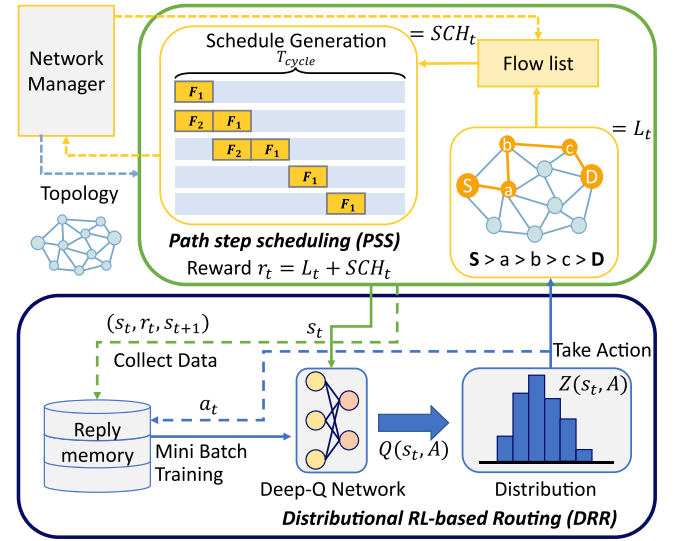 Network
Manager
Schedule Generation
= SCH_t
T_cycle
Flow list
F_1
F_2 F_1
F_2 F_1
F_1
F_1
= L_t
b
c
S
D
a
S > a > b > c > D
Topology
Path step scheduling (PSS)
Reward r_t = L_t + SCH_t
(s_t, r_t, s_{t+1})
s_t
Collect Data
Take Action
a_t
Z(s_t, A)
Reply
memory
Mini Batch
Training
Q(s_t, A)
Deep-Q Network
Distribution
Distributional RL-based Routing (DRR)